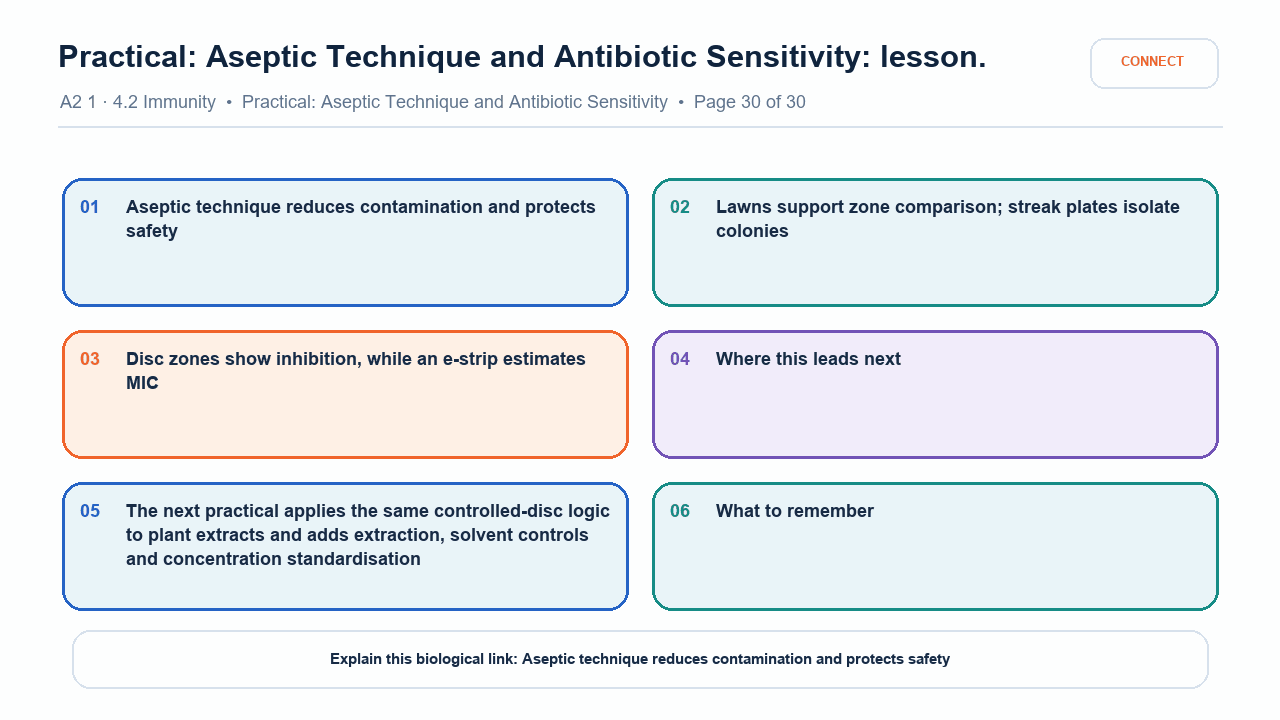 Practical: Aseptic Technique and Antibiotic Sensitivity: lesson.
CONNECT
A2 1 · 4.2 Immunity • Practical: Aseptic Technique and Antibiotic Sensitivity • Page 30 of 30
01 Aseptic technique reduces contamination and protects
safety
02 Lawns support zone comparison; streak plates isolate
colonies
03 Disc zones show inhibition, while an e-strip estimates
MIC
04 Where this leads next
05 The next practical applies the same controlled-disc logic
to plant extracts and adds extraction, solvent controls
and concentration standardisation
06 What to remember
Explain this biological link: Aseptic technique reduces contamination and protects safety